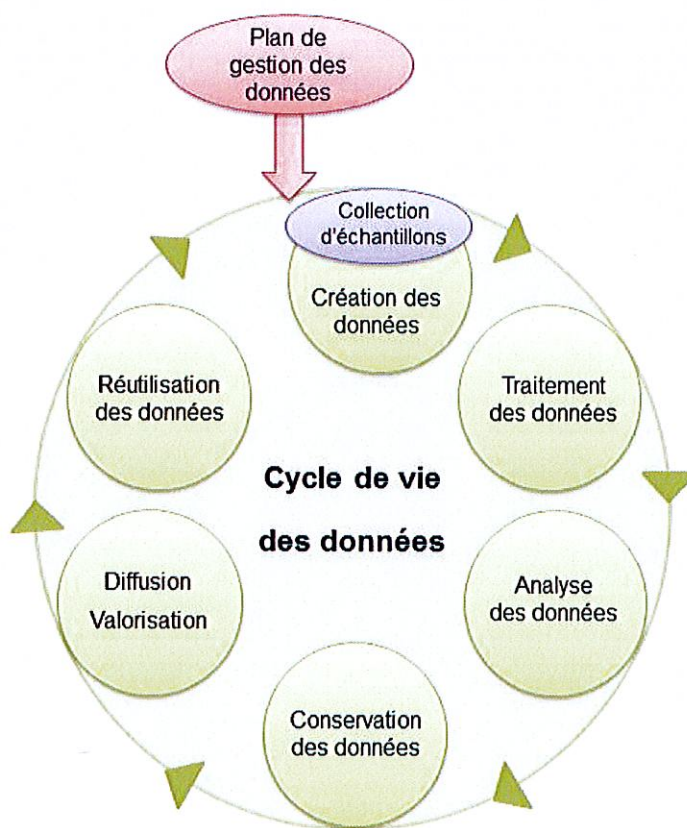 Plan de
gestion des
données
Collection
d'échantillons
Création des
données
Traitement
des données
Analyse
des données
Conservation
des données
Diffusion
Valorisation
Réutilisation
des données
Cycle de vie
des données